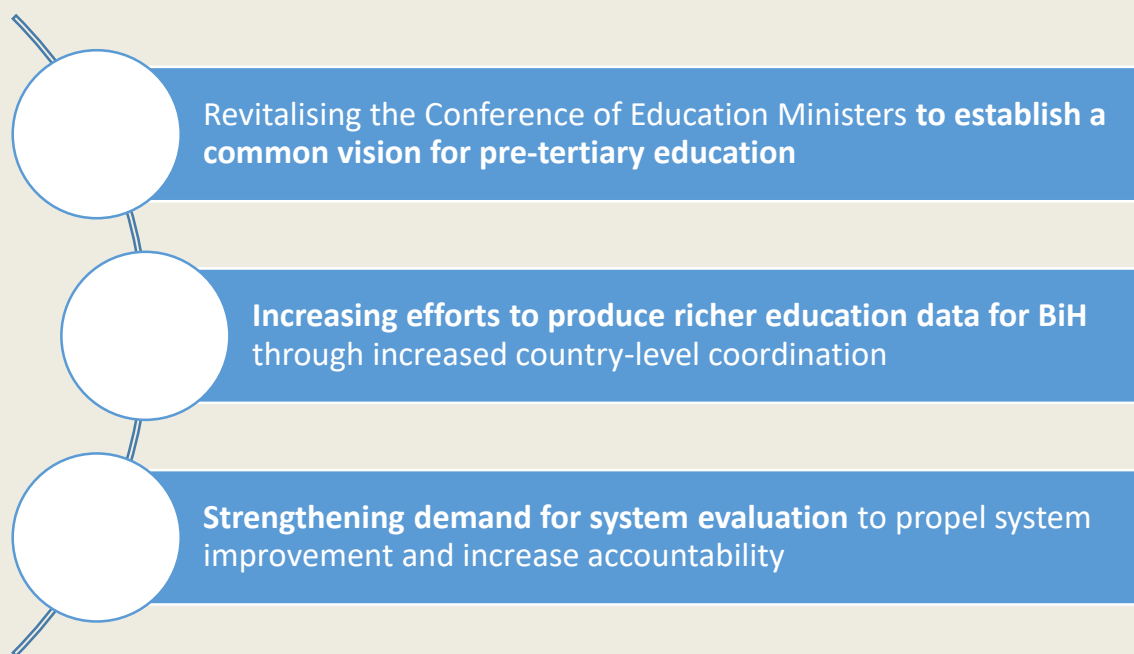 Revitalising the Conference of Education Ministers to establish a
common vision for pre-tertiary education
Increasing efforts to produce richer education data for BiH
through increased country-level coordination
Strengthening demand for system evaluation to propel system
improvement and increase accountability